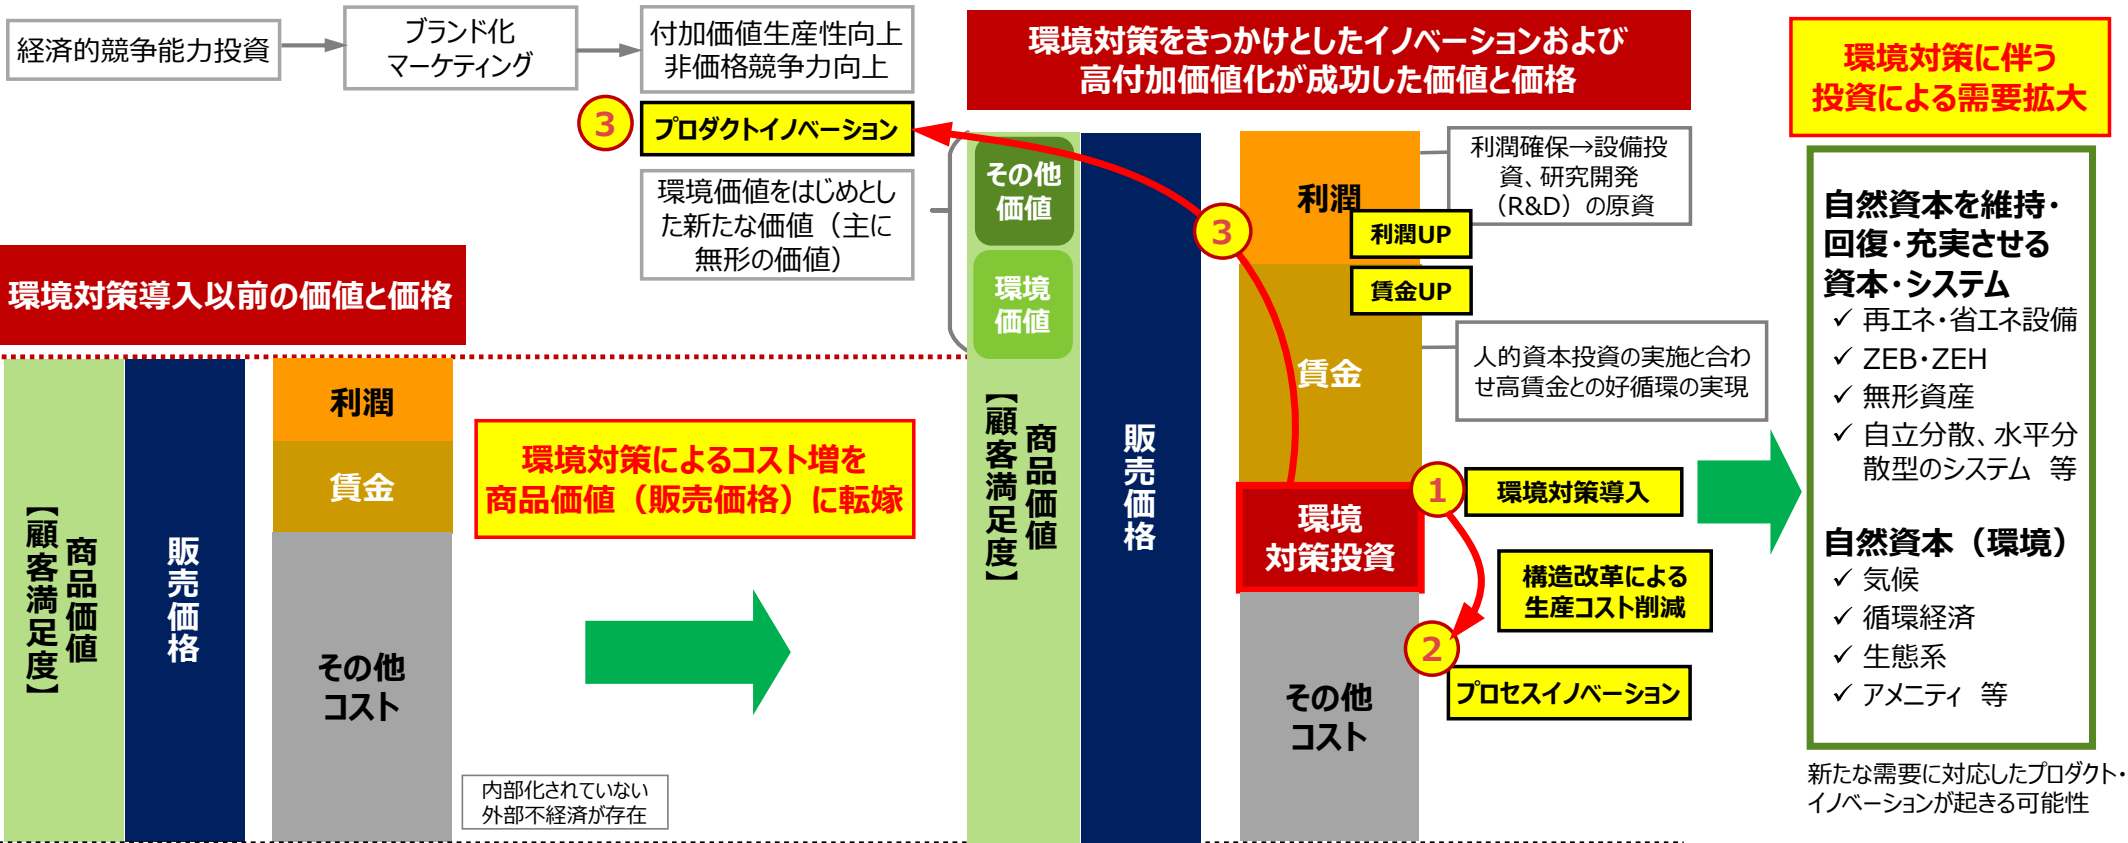 経済的競争能力投資
ブランド化
マーケティング
付加価値生産性向上
非価格競争力向上
3
プロダクトイノベーション
環境価値をはじめとし
た新たな価値（主に
無形の価値）
環境対策導入以前の価値と価格
商品価値
【顧客満足度】
販売価格
利潤
賃金
その他
コスト
内部化されていない
外部不経済が存在
環境対策によるコスト増を
商品価値（販売価格）に転嫁
環境対策をきっかけとしたイノベーションおよび
高付加価値化が成功した価値と価格
その他
価値
環境
価値
商品価値
【顧客満足度】
販売価格
3
利潤
利潤UP
賃金UP
賃金
環境
対策投資
その他
コスト
利潤確保→設備投
資、研究開発
（R&D）の原資
人的資本投資の実施と合わ
せ高賃金との好循環の実現
1
環境対策導入
構造改革による
生産コスト削減
2
プロセスイノベーション
環境対策に伴う
投資による需要拡大
自然資本を維持・
回復・充実させる
資本・システム
✓ 再エネ・省エネ設備
✓ ZEB・ZEH
✓ 無形資産
✓ 自立分散、水平分
散型のシステム 等
自然資本（環境）
✓ 気候
✓ 循環経済
✓ 生態系
✓ アメニティ 等
新たな需要に対応したプロダクト・
イノベーションが起きる可能性